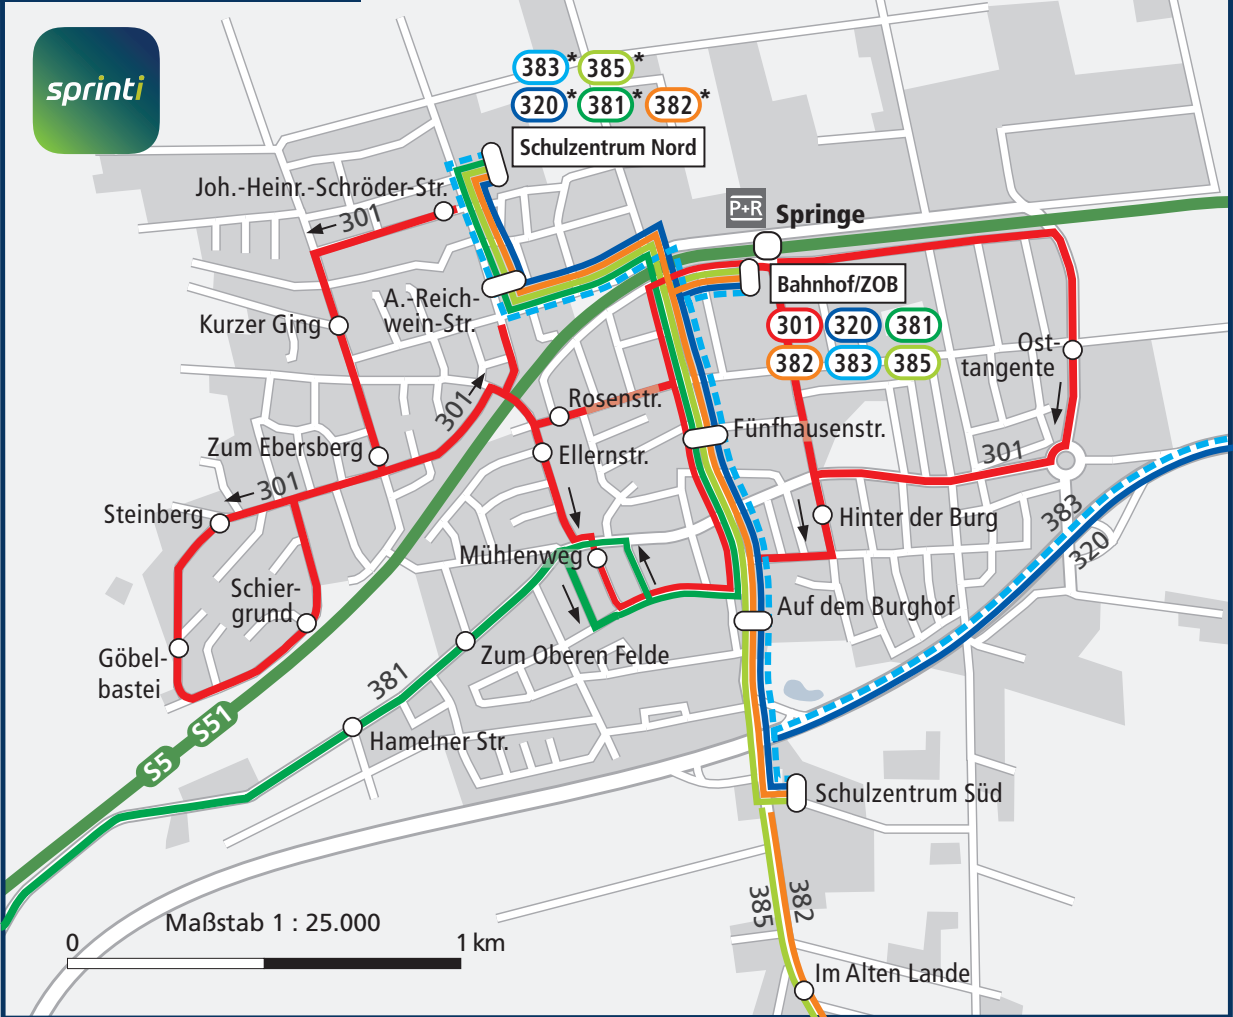 sprinti
383* 385*
320* 381* 382*
Schulzentrum Nord
Joh.-Heinr.-Schröder-Str.
301
P+R Springe
Bahnhof/ZOB
301 320 381
382 383 385
A.-Reich-
wein-Str.
Kurzer Ging
Ost-
tangente
301
Rosenstr.
Fünfhausenstr.
Zum Ebersberg
Ellernstr.
301
301
Steinberg
Hinter der Burg
383
320
Mühlenweg
Schier-
grund
Auf dem Burghof
Göbel-
bastei
Zum Oberen Felde
381
S51
S5
Hamelner Str.
Schulzentrum Süd
385
382
Maßstab 1 : 25.000
0 1 km
Im Alten Lande